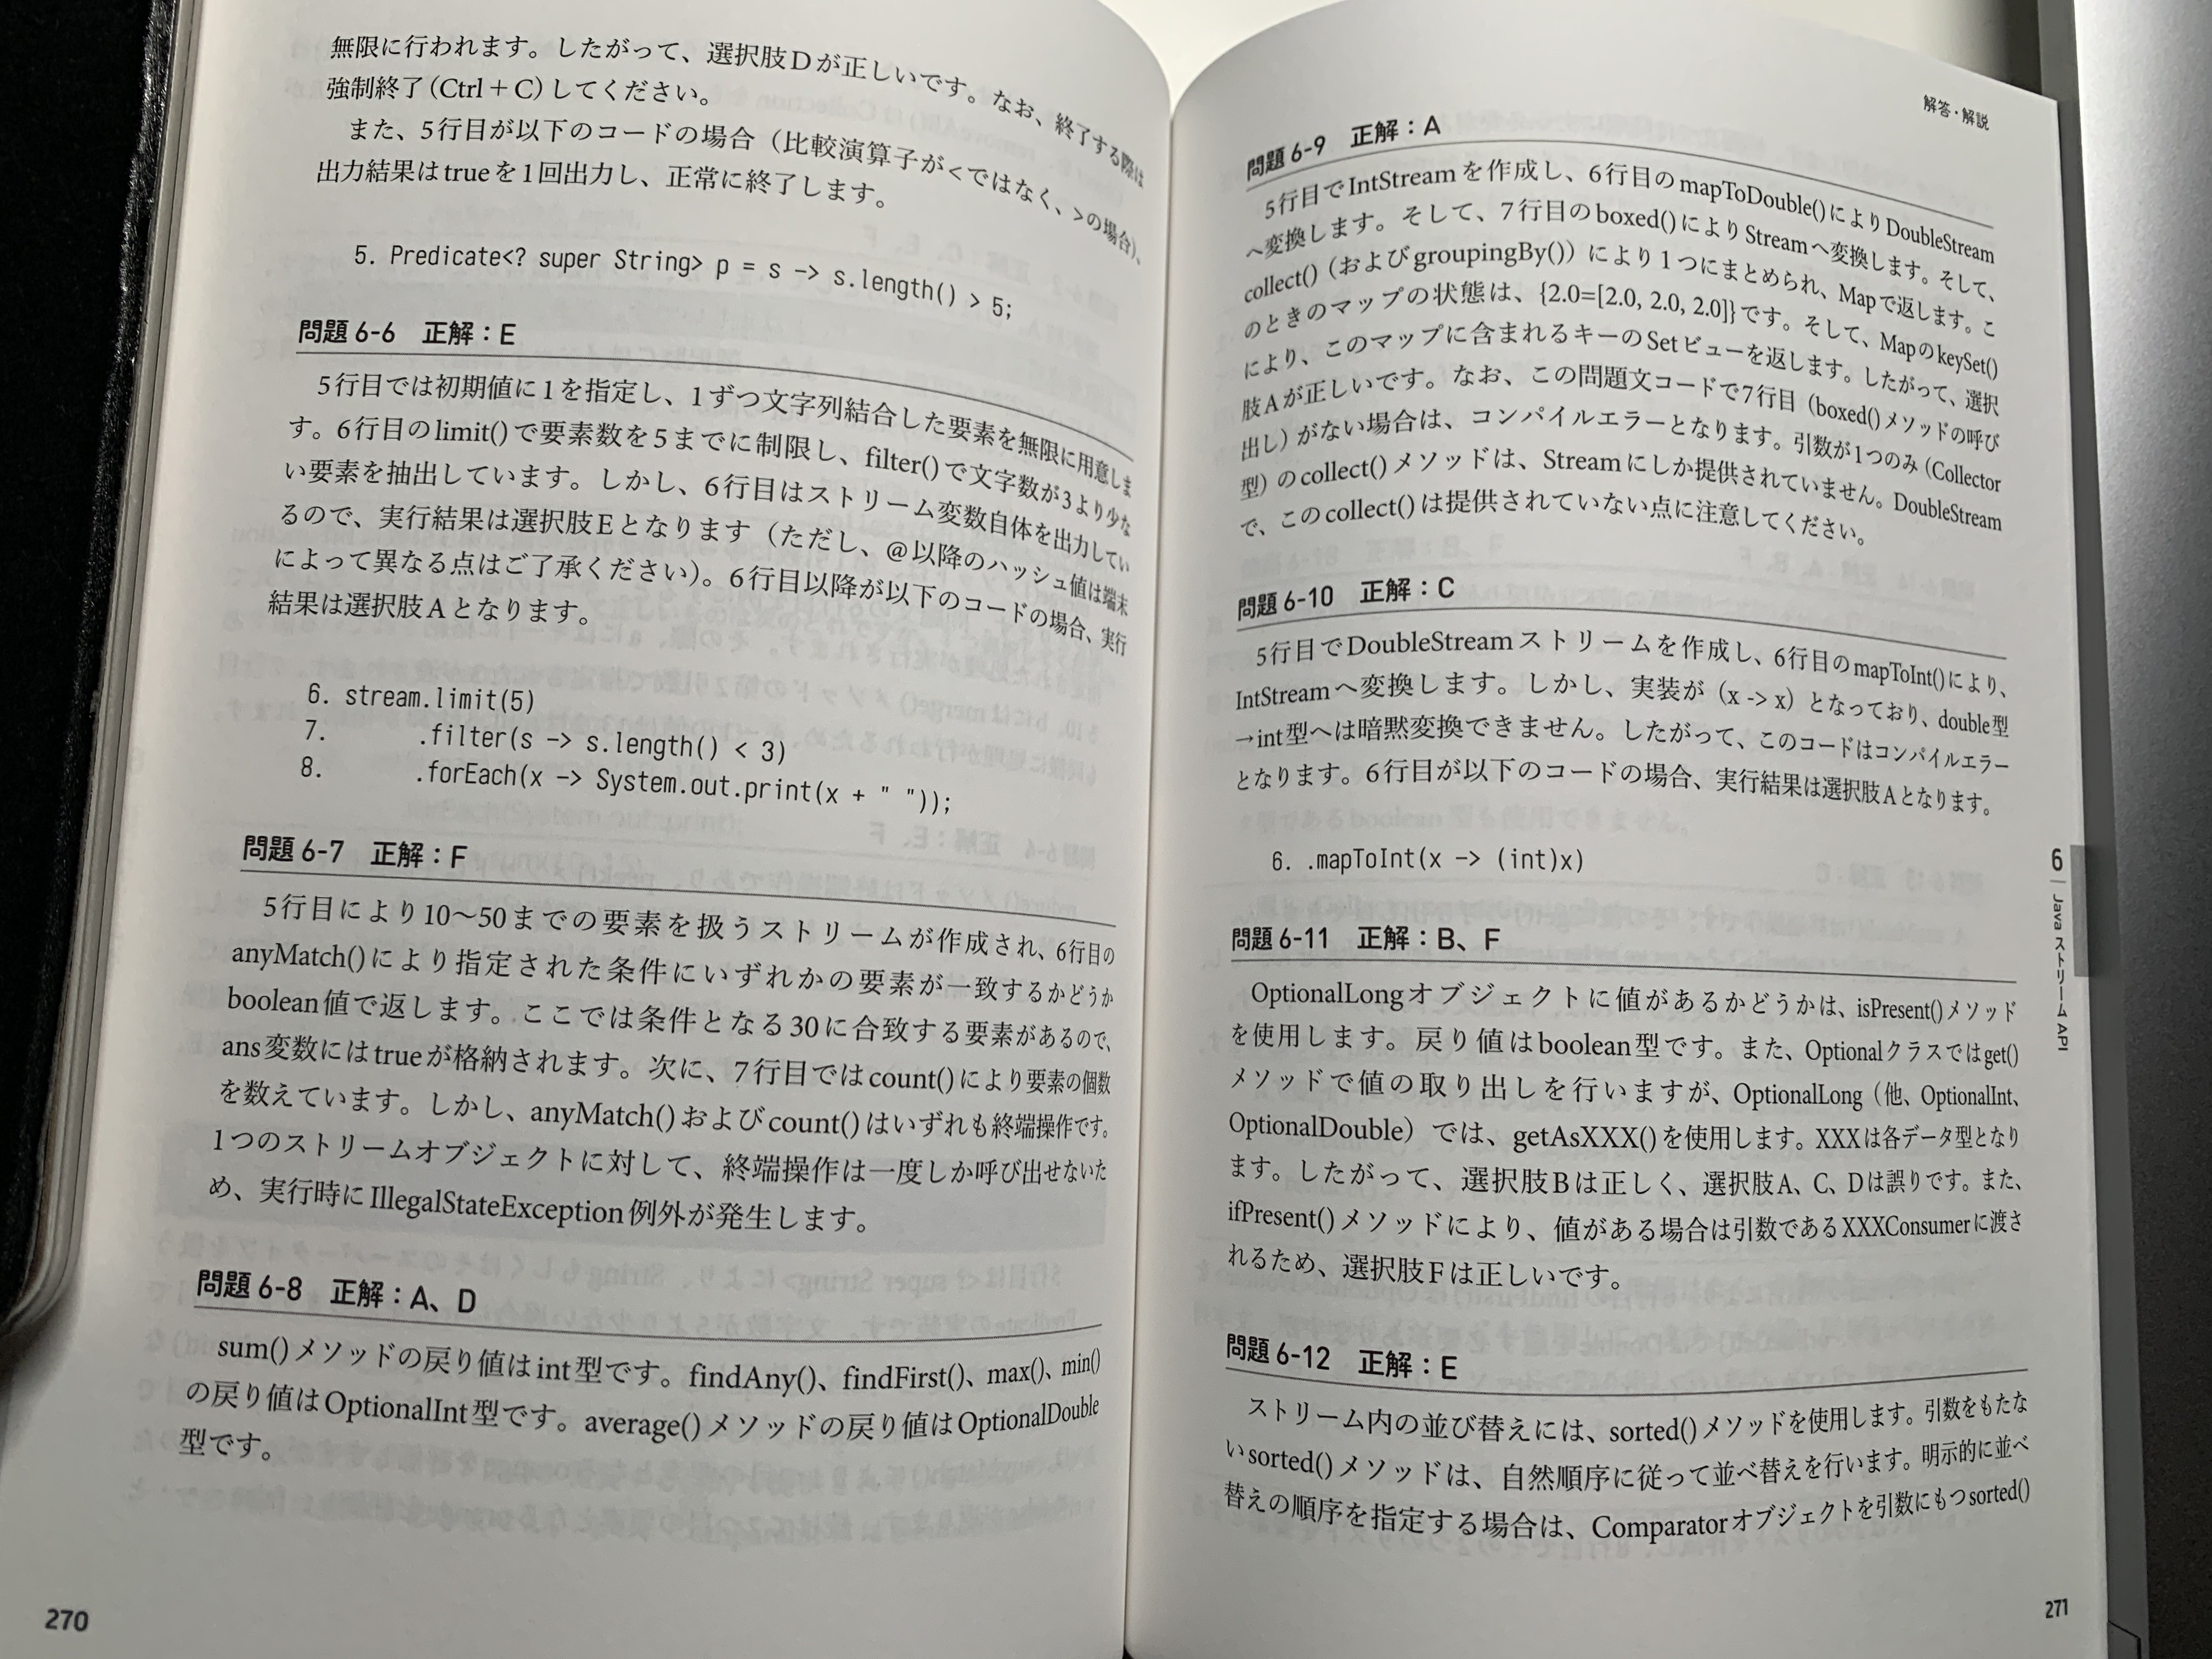 無限に行われます。したがって、選択肢Dが正しいです。なお、終了する際は
強制終了(Ctrl + C)してください。
また、5行目が以下のコードの場合（比較演算子が<ではなく、>の場合)、
出力結果はtrueを1回出力し、正常に終了します。
5. Predicate<? super String> p = s -> s.length() > 5;
問題 6-6 正解：E
5行目では初期値に1を指定し、1ずつ文字列結合した要素を無限に用意しま
す。6行目のlimit()で要素数を5までに制限し、filter()で文字数が3より少な
い要素を抽出しています。しかし、6行目はストリーム変数自体を出力してい
るので、実行結果は選択肢Eとなります（ただし、@以降のハッシュ値は端末
によって異なる点はご了承ください)。6行目以降が以下のコードの場合、実行
結果は選択肢Aとなります。
6. stream.limit(5)
7. .filter(s -> s.length() < 3)
8. .forEach(x -> System.out.print(x + " "));
問題 6-7 正解：F
5行目により10〜50までの要素を扱うストリームが作成され、6行目の
anyMatch()により指定された条件にいずれかの要素が一致するかどうか
boolean値で返します。ここでは条件となる30に合致する要素があるので、
ans変数にはtrueが格納されます。次に、7行目ではcount()により要素の個数
を数えています。しかし、anyMatch()およびcount()はいずれも終端操作です。
1つのストリームオブジェクトに対して、終端操作は一度しか呼び出せないた
め、実行時にIllegalStateException例外が発生します。
問題 6-8 正解：A、D
sum()メソッドの戻り値はint型です。findAny()、findFirst()、max()、min()
の戻り値はOptionalInt型です。average()メソッドの戻り値はOptionalDouble
型です。
270
解答・解説
問題 6-9 正解：A
5行目でIntStreamを作成し、6行目のmapToDouble()によりDoubleStream
へ変換します。そして、7行目のboxed()によりStreamへ変換します。そして、
collect()（およびgroupingBy()）により1つにまとめられ、Mapで返します。こ
のときのマップの状態は、{2.0=[2.0, 2.0, 2.0]}です。そして、MapのkeySet()
により、このマップに含まれるキーのSetビューを返します。したがって、選択
肢Aが正しいです。なお、この問題文コードで7行目（boxed()メソッドの呼び
出し）がない場合は、コンパイルエラーとなります。引数が1つのみ（Collector
型）のcollect()メソッドは、Streamにしか提供されていません。DoubleStream
で、このcollect()は提供されていない点に注意してください。
問題 6-10 正解：C
5行目でDoubleStreamストリームを作成し、6行目のmapToInt()により、
IntStreamへ変換します。しかし、実装が（x -> x）となっており、double型
→int型へは暗黙変換できません。したがって、このコードはコンパイルエラー
となります。6行目が以下のコードの場合、実行結果は選択肢Aとなります。
6. .mapToInt(x -> (int)x)
問題 6-11 正解：B、F
OptionalLongオブジェクトに値があるかどうかは、isPresent()メソッド
を使用します。戻り値はboolean型です。また、Optionalクラスではget()
メソッドで値の取り出しを行いますが、OptionalLong（他、OptionalInt、
OptionalDouble）では、getAsXXX()を使用します。XXXは各データ型となり
ます。したがって、選択肢Bは正しく、選択肢A、C、Dは誤りです。また、
ifPresent()メソッドにより、値がある場合は引数であるXXXConsumerに渡さ
れるため、選択肢Fは正しいです。
問題 6-12 正解：E
ストリーム内の並び替えには、sorted()メソッドを使用します。引数をもたな
いsorted()メソッドは、自然順序に従って並べ替えを行います。明示的に並べ
替えの順序を指定する場合は、Comparatorオブジェクトを引数にもつsorted()
6 Java ストリーム API
271